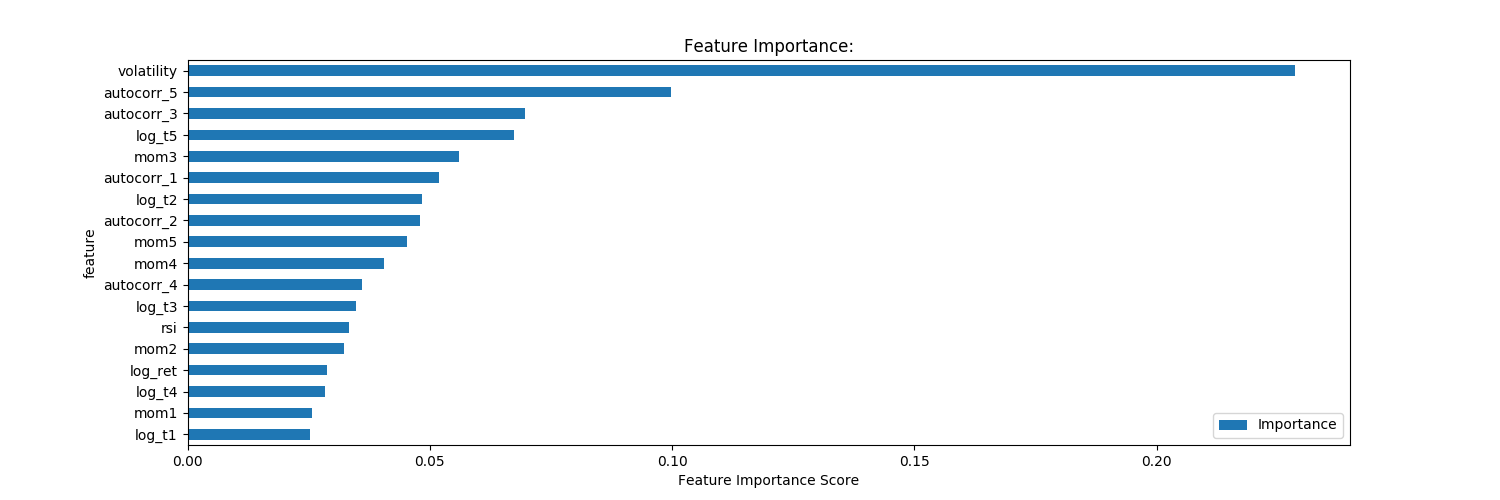 Feature Importance:
volatility
autocorr_5
autocorr_3
log_t5
mom3
autocorr_1
log_t2
autocorr_2
mom5
mom4
autocorr_4
log_t3
rsi
mom2
log_ret
log_t4
mom1
log_t1
feature
Importance
0.00 0.05 0.10 0.15 0.20
Feature Importance Score